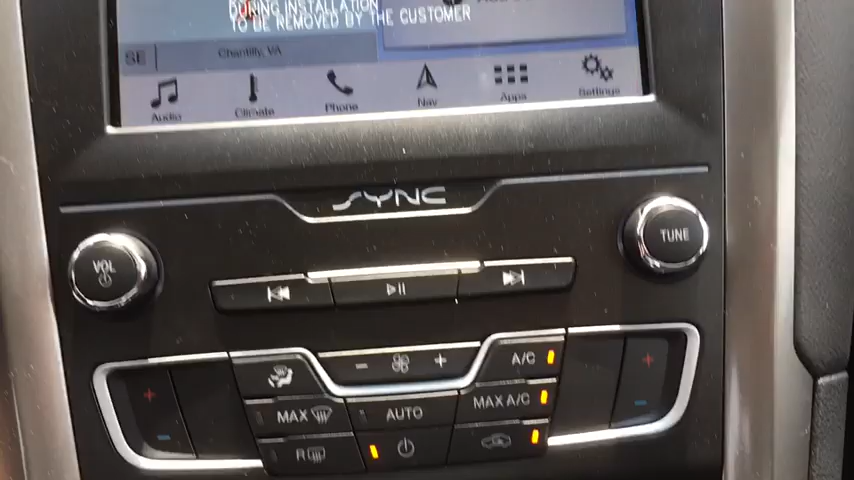 DURING INSTALLATION
TO BE REMOVED BY THE CUSTOMER
SE
Chantilly, VA
Audio
Climate
Phone
Nav
Apps
Settings
SYNC
VOL
TUNE
A/C
MAX
AUTO
MAX A/C
R